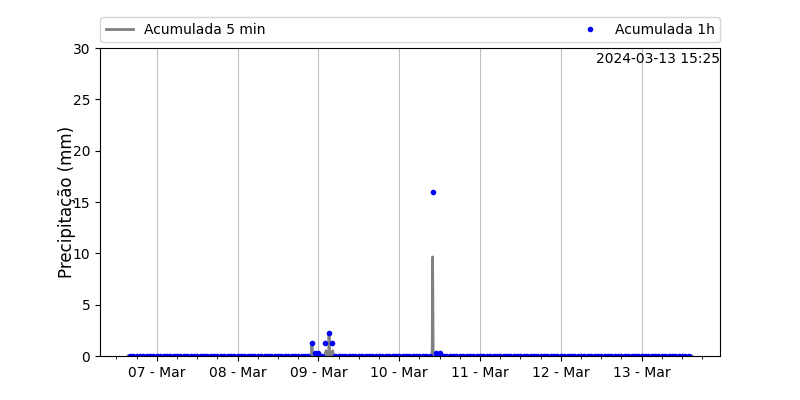 Acumulada 5 min
Acumulada 1h
2024-03-13 15:25
Precipitação (mm)
30
25
20
15
10
5
0
07 - Mar
08 - Mar
09 - Mar
10 - Mar
11 - Mar
12 - Mar
13 - Mar